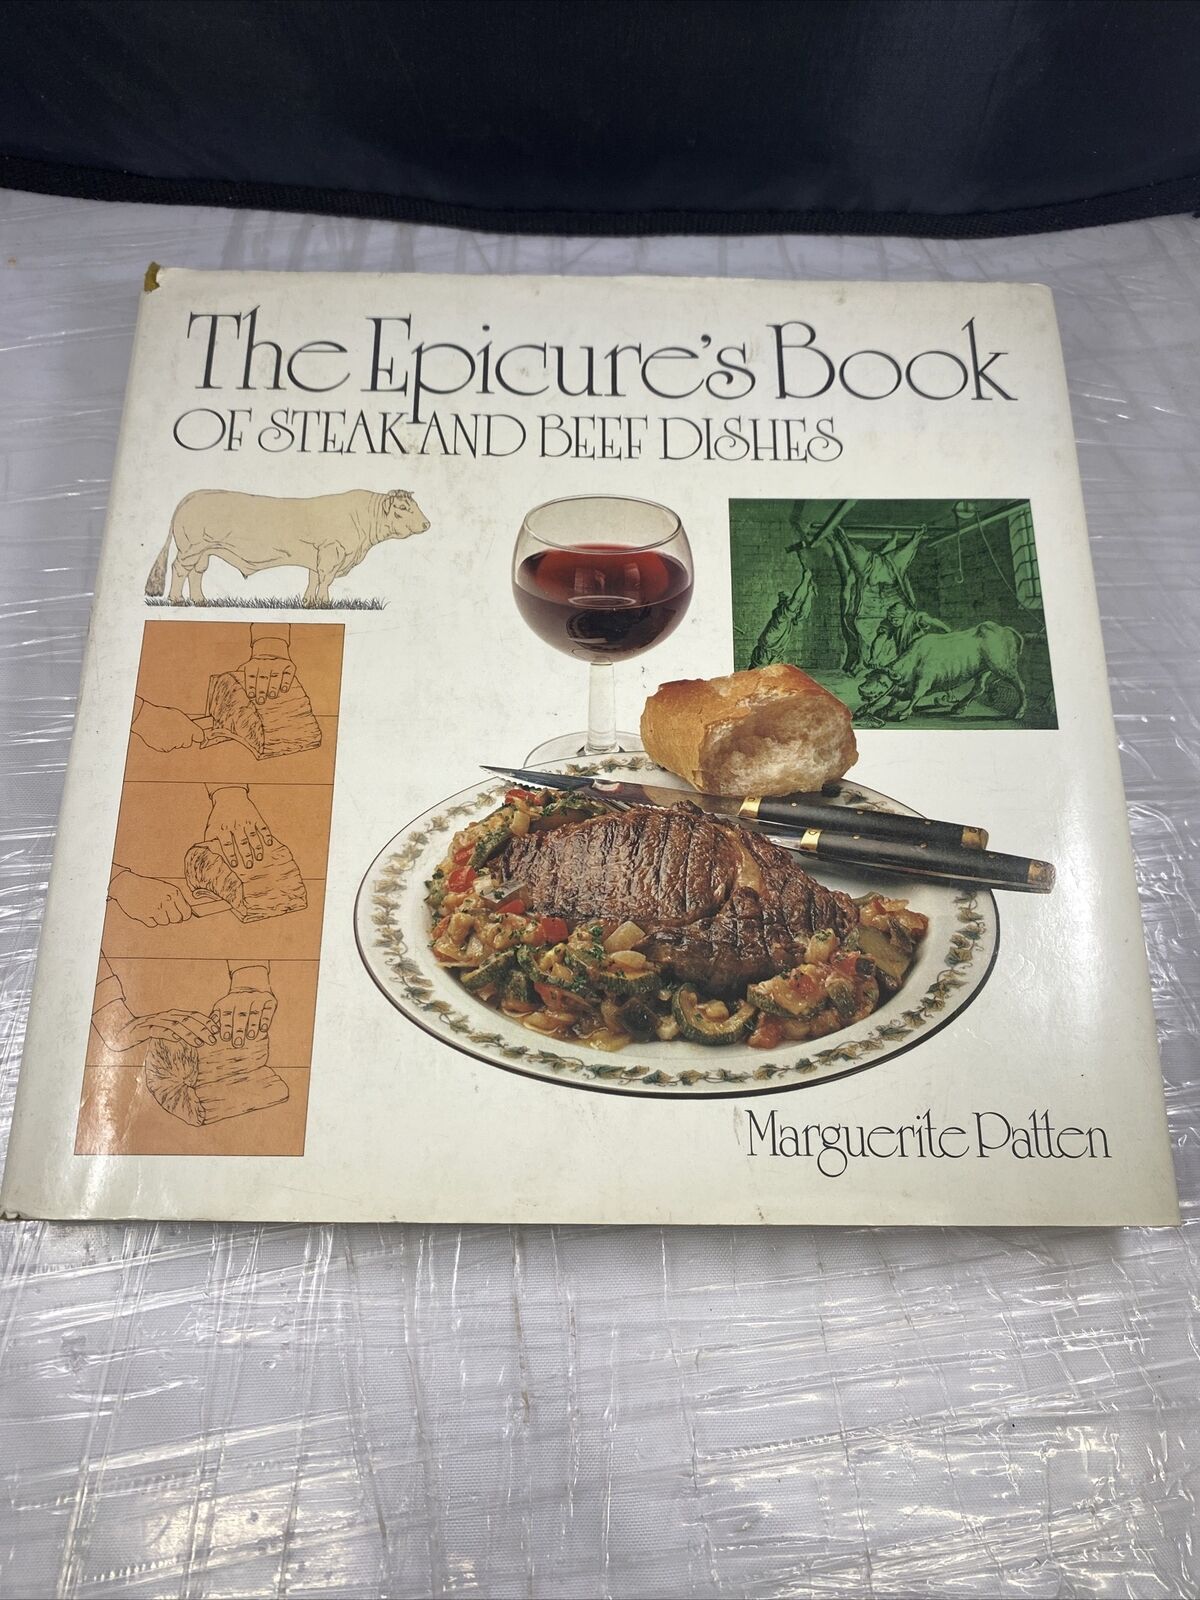 The Epicure's Book
OF STEAK AND BEEF DISHES
Marguerite Patten